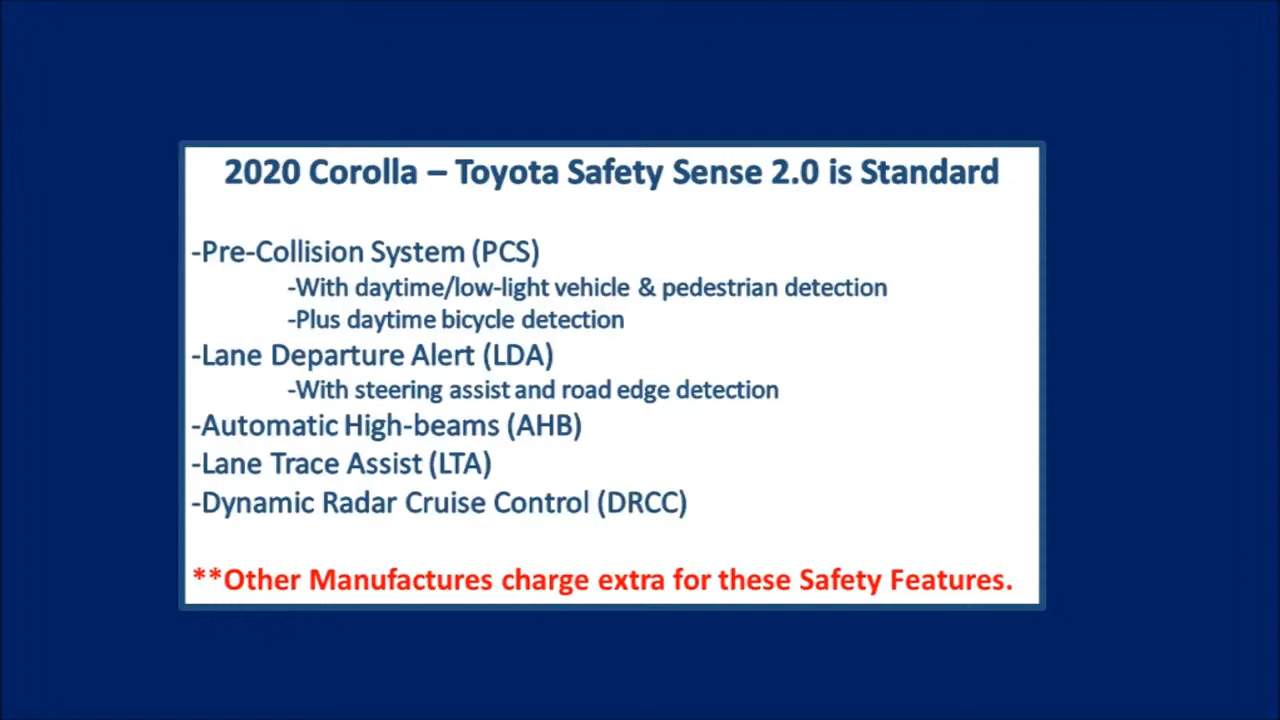 2020 Corolla – Toyota Safety Sense 2.0 is Standard
-Pre-Collision System (PCS)
-With daytime/low-light vehicle & pedestrian detection
-Plus daytime bicycle detection
-Lane Departure Alert (LDA)
-With steering assist and road edge detection
-Automatic High-beams (AHB)
-Lane Trace Assist (LTA)
-Dynamic Radar Cruise Control (DRCC)
**Other Manufactures charge extra for these Safety Features.